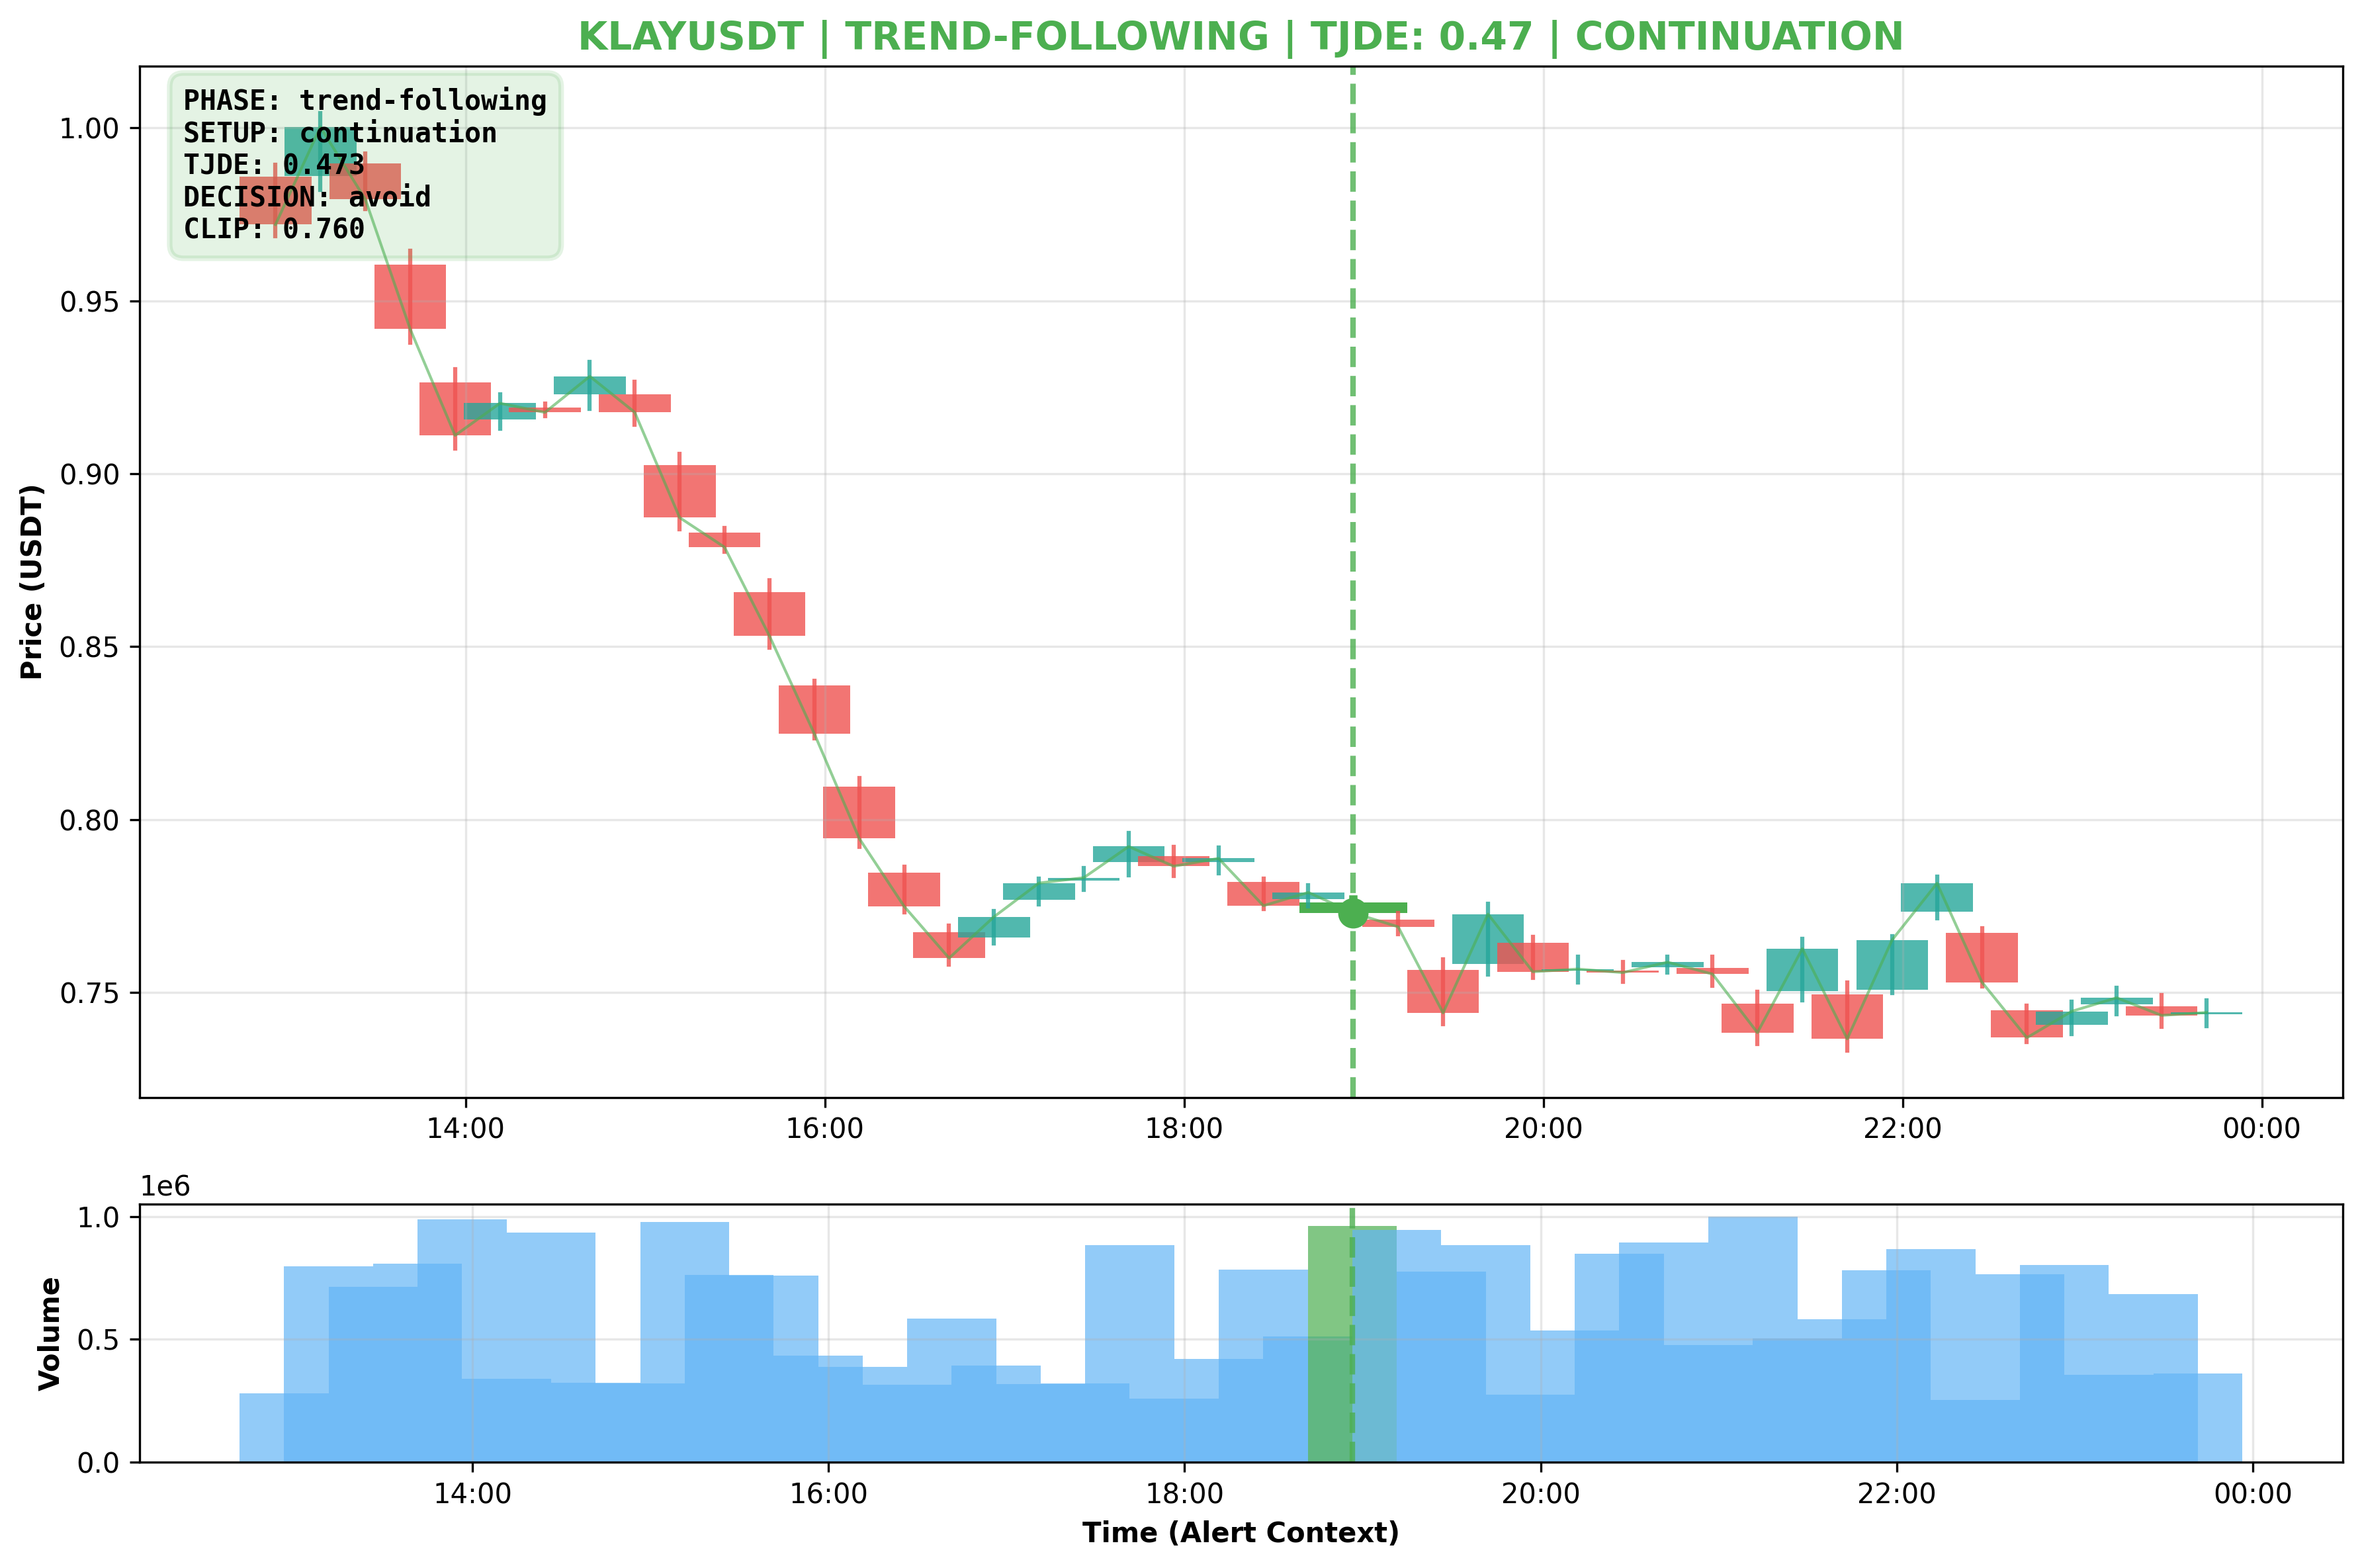 KLAYUSDT | TREND-FOLLOWING | TJDE: 0.47 | CONTINUATION
PHASE: trend-following
SETUP: continuation
TJDE: 0.473
DECISION: avoid
CLIP: 0.760
Price (USDT)
1.00
0.95
0.90
0.85
0.80
0.75
14:00 16:00 18:00 20:00 22:00 00:00
1e6
Volume
1.0
0.5
0.0
14:00 16:00 18:00 20:00 22:00 00:00
Time (Alert Context)